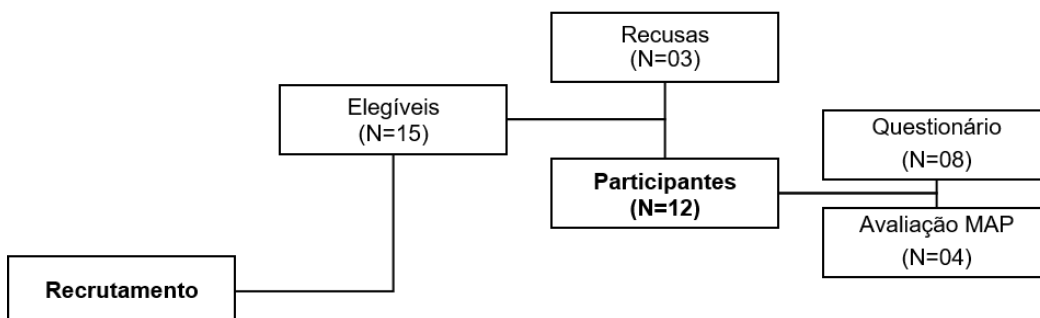 Recusas
(N=03)
Elegíveis
(N=15)
Questionário
(N=08)
Participantes
(N=12)
Avaliação MAP
(N=04)
Recrutamento